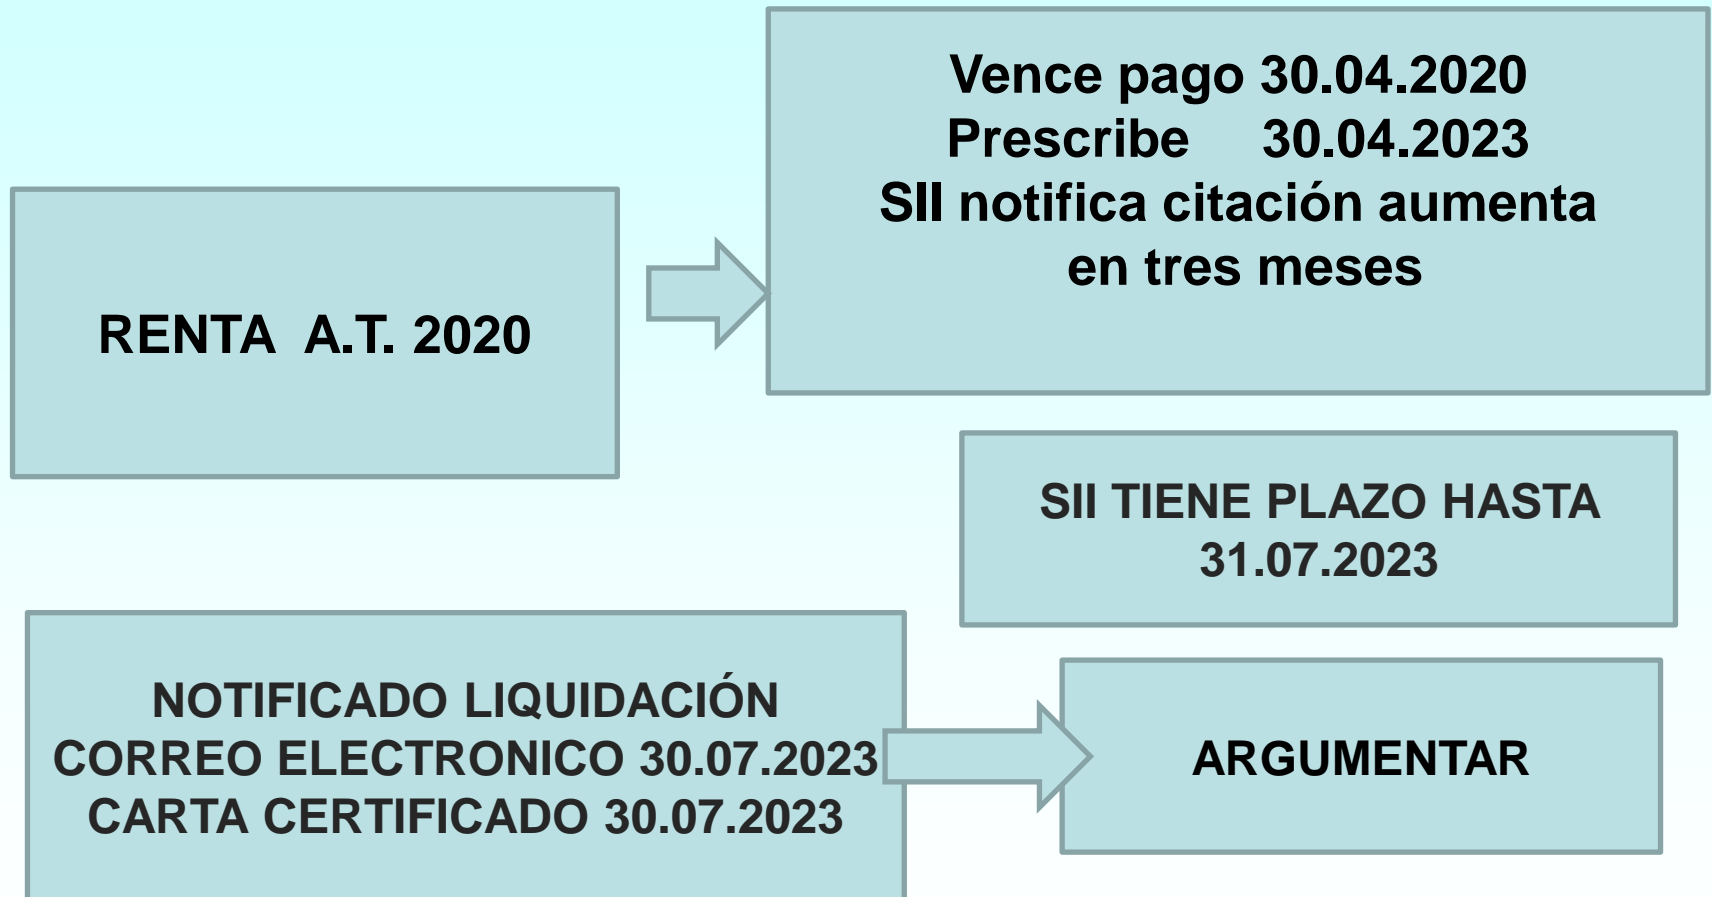 RENTA A.T. 2020
Vence pago 30.04.2020
Prescribe 30.04.2023
SII notifica citación aumenta
en tres meses
SII TIENE PLAZO HASTA
31.07.2023
NOTIFICADO LIQUIDACIÓN
CORREO ELECTRONICO 30.07.2023
CARTA CERTIFICADO 30.07.2023
ARGUMENTAR